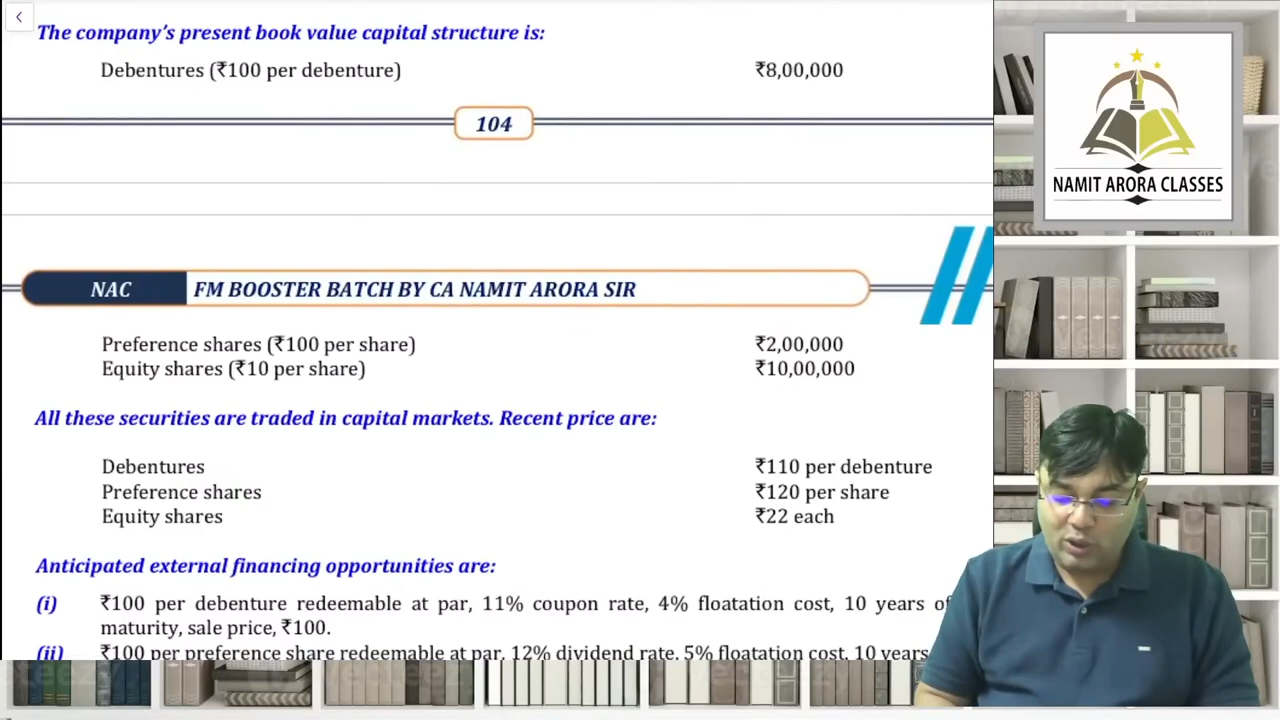 The company's present book value capital structure is:
Debentures (₹100 per debenture) ₹8,00,000
104
NAC FM BOOSTER BATCH BY CA NAMIT ARORA SIR
Preference shares (₹100 per share) ₹2,00,000
Equity shares (₹10 per share) ₹10,00,000
All these securities are traded in capital markets. Recent price are:
Debentures ₹110 per debenture
Preference shares ₹120 per share
Equity shares ₹22 each
Anticipated external financing opportunities are:
(i) ₹100 per debenture redeemable at par, 11% coupon rate, 4% floatation cost, 10 years of
maturity, sale price, ₹100.
(ii) ₹100 per preference share redeemable at par, 12% dividend rate, 5% floatation cost, 10 years
NAMIT ARORA CLASSES